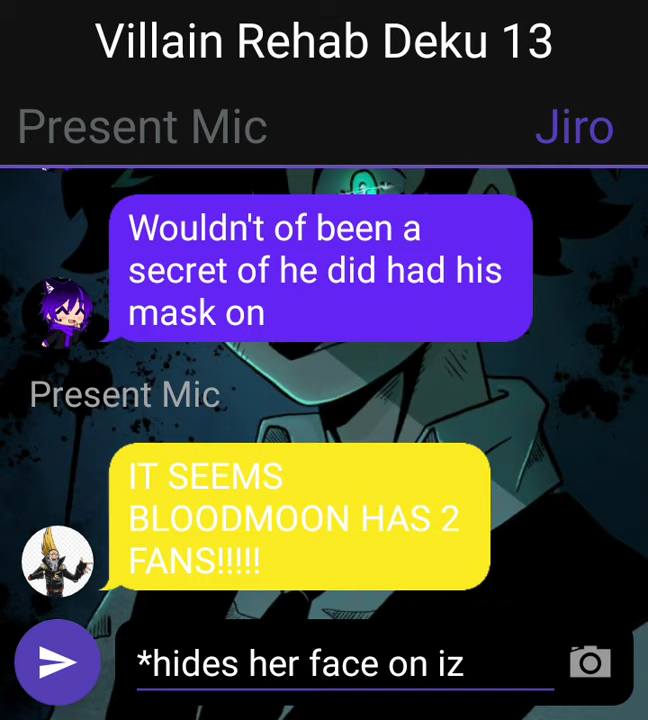 Villain Rehab Deku 13
Present Mic
Jiro
Wouldn't of been a
secret of he did had his
mask on
Present Mic
IT SEEMS
BLOODMOON HAS 2
FANS!!!!!
*hides her face on iz